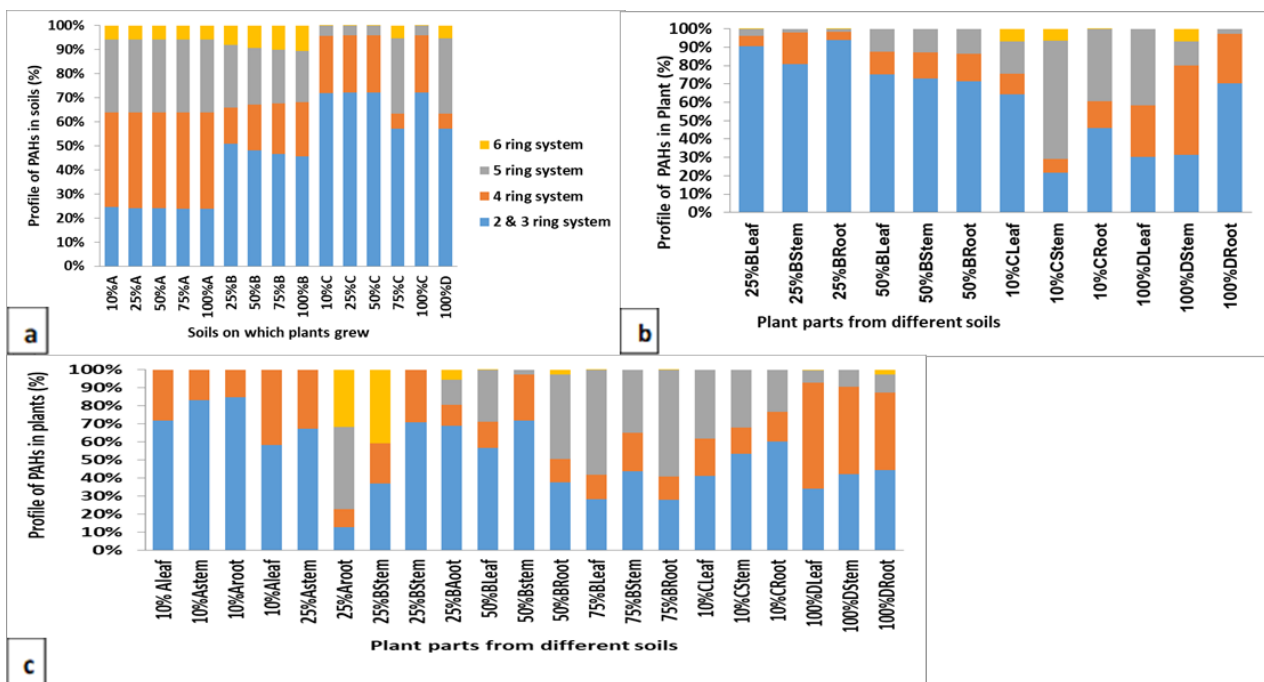 Profile of PAHs in soils (%)
100%
90%
80%
70%
60%
50%
40%
30%
20%
10%
0%
10%A
25%A
50%A
75%A
100%A
25%B
50%B
75%B
100%B
10%C
25%C
50%C
75%C
100%C
100%D
Soils on which plants grew
6 ring system
5 ring system
4 ring system
2 & 3 ring system
a
Profile of PAHs in Plant (%)
100%
90%
80%
70%
60%
50%
40%
30%
20%
10%
0%
25%BLeaf
25%BStem
25%BRoot
50%BLeaf
50%BStem
50%BRoot
10%CLeaf
10%CStem
10%CRoot
100%DLeaf
100%DStem
100%DRoot
Plant parts from different soils
b
Profile of PAHs in plants (%)
100%
90%
80%
70%
60%
50%
40%
30%
20%
10%
0%
10% Aleaf
10%Astem
10%Aroot
10%Aleaf
25%Astem
25%Aroot
25%BStem
25%BStem
25%BAoot
50%BLeaf
50%Bstem
50%BRoot
75%BLeaf
75%BStem
75%BRoot
10%CLeaf
10%CStem
10%CRoot
100%DLeaf
100%DStem
100%DRoot
Plant parts from different soils
c